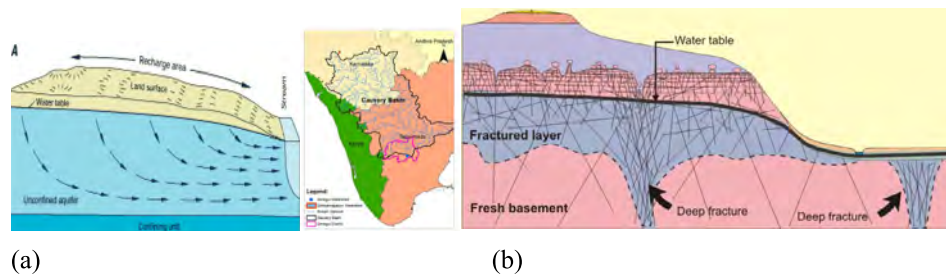 A
Recharge area
Land surface
Stream
Water table
Unconfined aquifer
Confining unit
Andhra Pradesh
Karnataka
Cauvery Basin
Kerala
Legend
Water table
Fractured layer
Deep fracture
Deep fracture
Fresh basement
(a)
(b)